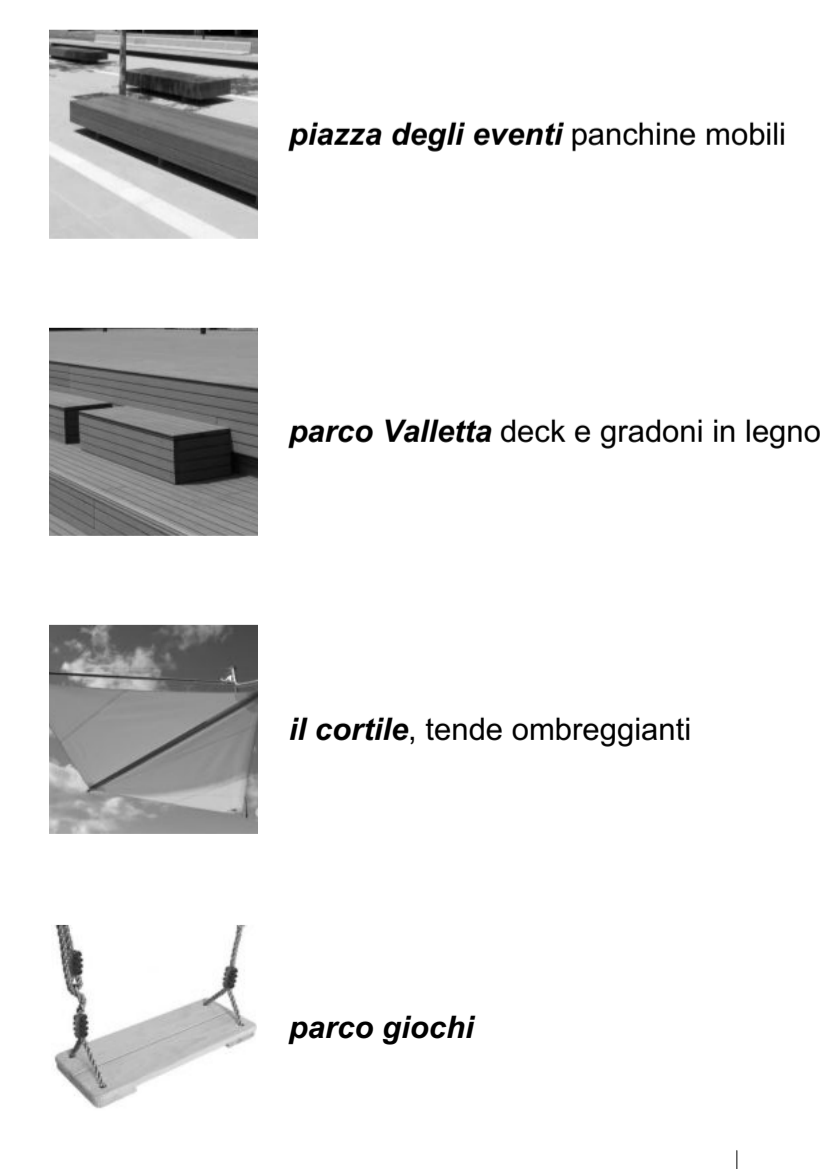 piazza degli eventi panchine mobili
parco Valletta deck e gradoni in legno
il cortile, tende ombreggianti
parco giochi